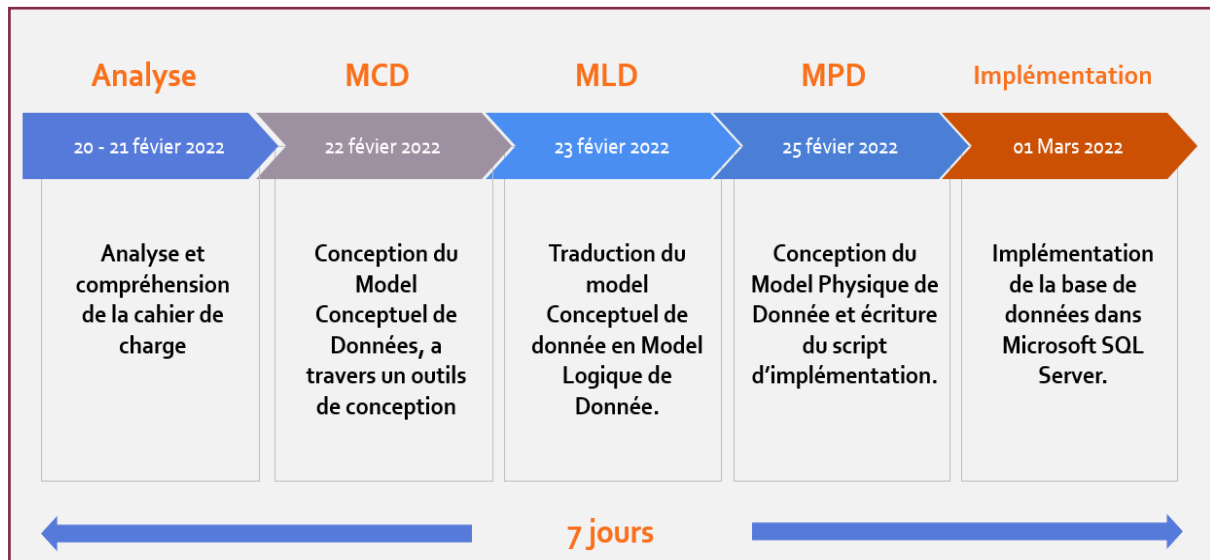 Analyse
MCD
MLD
MPD
Implémentation
20 - 21 févier 2022
22 févier 2022
23 févier 2022
25 févier 2022
01 Mars 2022
Analyse et
compréhension
de la cahier de
charge
Conception du
Model
Conceptuel de
Données, a
travers un outils
de conception
Traduction du
model
Conceptuel de
donnée en Model
Logique de
Donnée.
Conception du
Model Physique de
Donnée et écriture
du script
d'implémentation.
Implémentation
de la base de
données dans
Microsoft SQL
Server.
7 jours